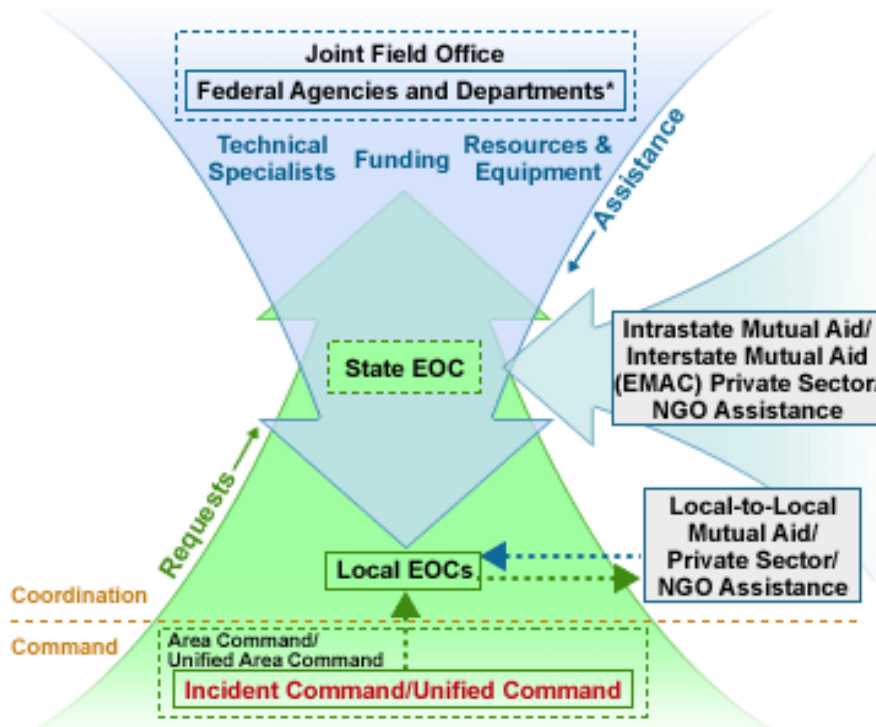 Joint Field Office
Federal Agencies and Departments*
Technical
Specialists
Funding
Resources &
Equipment
Assistance
State EOC
Intrastate Mutual Aid/
Interstate Mutual Aid
(EMAC) Private Sector/
NGO Assistance
Requests
Local EOCs
Local-to-Local
Mutual Aid/
Private Sector/
NGO Assistance
Coordination
Command
Area Command/
Unified Area Command
Incident Command/Unified Command